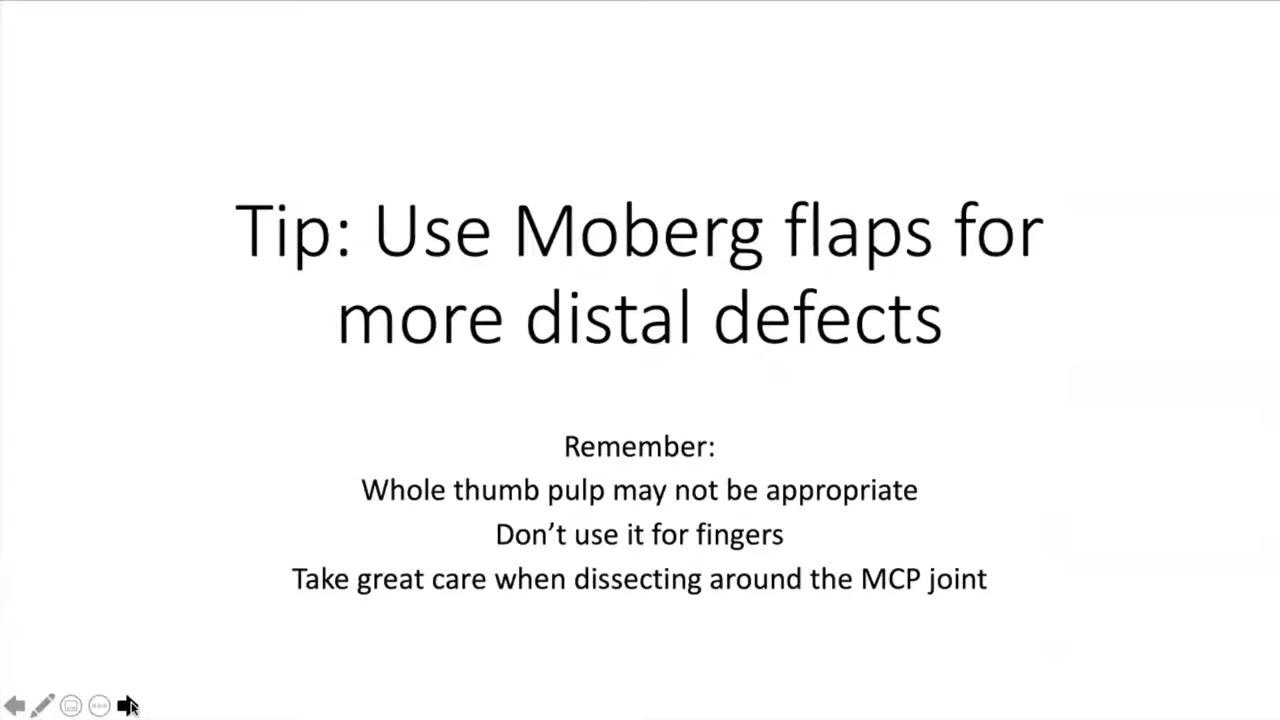 Tip: Use Moberg flaps for
more distal defects
Remember:
Whole thumb pulp may not be appropriate
Don’t use it for fingers
Take great care when dissecting around the MCP joint